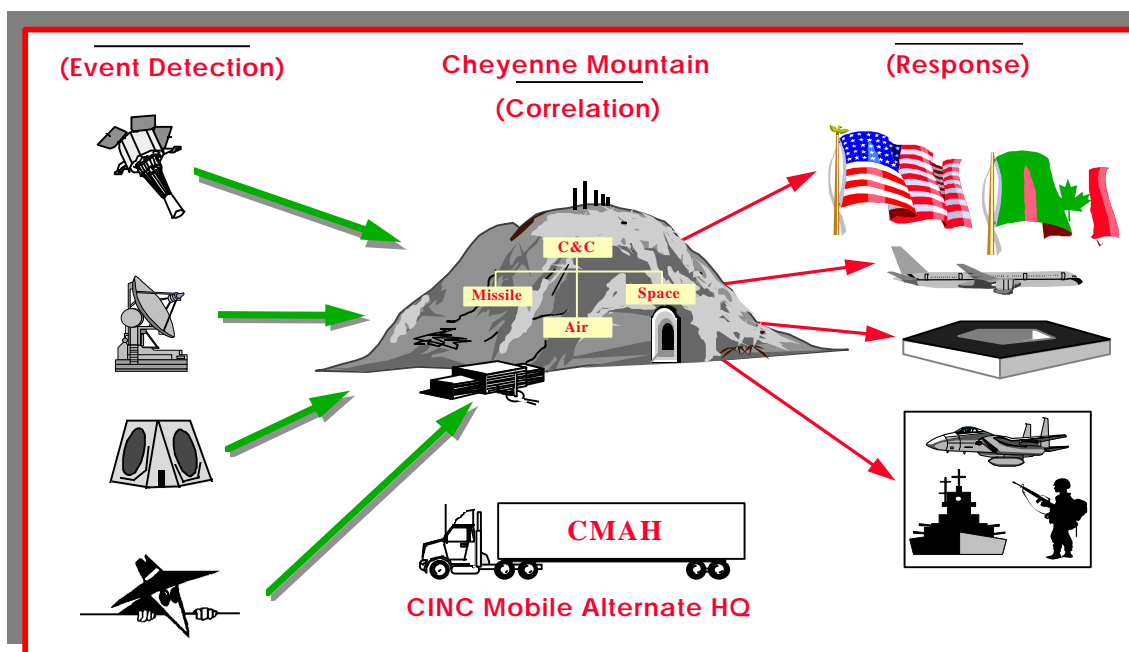 (Event Detection)
Cheyenne Mountain
(Correlation)
(Response)
C&C
Missile
Space
Air
CMAH
CINC Mobile Alternate HQ